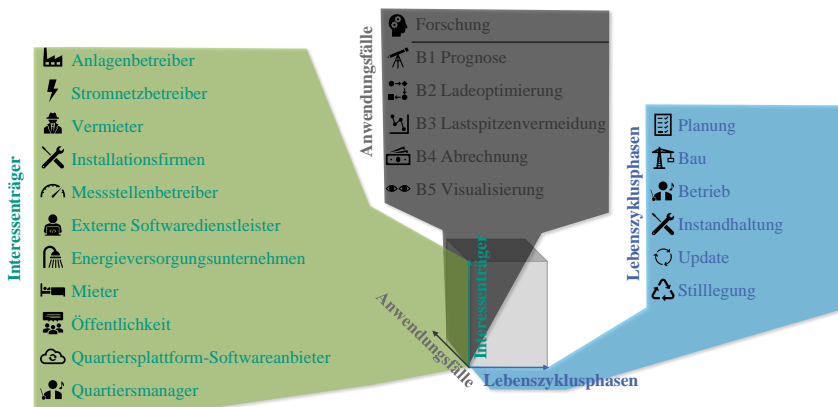 Interessenträger
Anlagenbetreiber
Stromnetzbetreiber
Vermieter
Installationsfirmen
Messstellenbetreiber
Externe Softwaredienstleister
Energieversorgungsunternehmen
Mieter
Öffentlichkeit
Quartiersplattform-Softwareanbieter
Quartiersmanager
Anwendungsfälle
Forschung
B1 Prognose
B2 Ladeoptimierung
B3 Lastspitzenvermeidung
B4 Abrechnung
B5 Visualisierung
Lebenszyklusphasen
Planung
Bau
Betrieb
Instandhaltung
Update
Stilllegung
Interessenträger
Anwendungsfälle
Lebenszyklusphasen